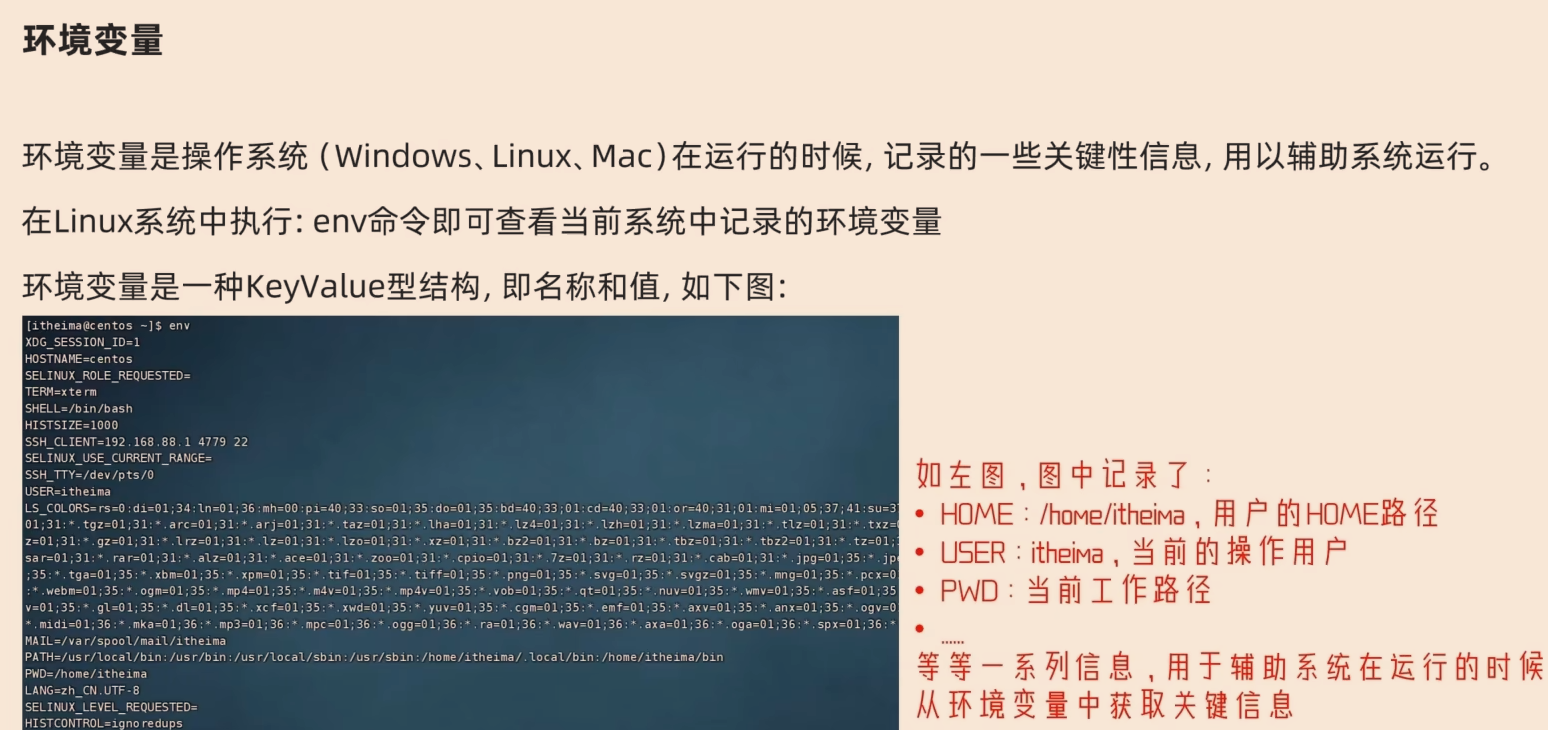 环境变量
环境变量是操作系统(Windows、Linux、Mac)在运行的时候, 记录的一些关键性信息, 用以辅助系统运行。
在Linux系统中执行: env命令即可查看当前系统中记录的环境变量
环境变量是一种KeyValue型结构, 即名称和值, 如下图:
[itheima@centos ~]$ env
XDG_SESSION_ID=1
HOSTNAME=centos
SELINUX_ROLE_REQUESTED=
TERM=xterm
SHELL=/bin/bash
HISTSIZE=1000
SSH_CLIENT=192.168.88.1 4779 22
SELINUX_USE_CURRENT_RANGE=
SSH_TTY=/dev/pts/0
USER=itheima
LS_COLORS=rs=0:di=01;34:ln=01;36:mh=00:pi=40;33:so=01;35:do=01;35:bd=40;33;01:cd=40;33;01:or=40;31;01:mi=01;05;37;41:su=37
01;31:*.tgz=01;31:*.arc=01;31:*.arj=01;31:*.taz=01;31:*.lha=01;31:*.lz4=01;31:*.lzh=01;31:*.lzma=01;31:*.tlz=01;31:*.txz=0
z=01;31:*.gz=01;31:*.lrz=01;31:*.lz=01;31:*.lzo=01;31:*.xz=01;31:*.bz2=01;31:*.bz=01;31:*.tbz=01;31:*.tbz2=01;31:*.tz=01;3
sar=01;31:*.rar=01;31:*.alz=01;31:*.ace=01;31:*.zoo=01;31:*.cpio=01;31:*.7z=01;31:*.rz=01;31:*.cab=01;31:*.jpg=01;35:*.jpe
;35:*.tga=01;35:*.xbm=01;35:*.xpm=01;35:*.tif=01;35:*.tiff=01;35:*.png=01;35:*.svg=01;35:*.svgz=01;35:*.mng=01;35:*.pcx=0
:*.webm=01;35:*.ogm=01;35:*.mp4=01;35:*.m4v=01;35:*.mp4v=01;35:*.vob=01;35:*.qt=01;35:*.nuv=01;35:*.wmv=01;35:*.asf=01;35
v=01;35:*.gl=01;35:*.dl=01;35:*.xcf=01;35:*.xwd=01;35:*.yuv=01;35:*.cgm=01;35:*.emf=01;35:*.axv=01;35:*.anx=01;35:*.ogv=0
*.midi=01;36:*.mka=01;36:*.mp3=01;36:*.mpc=01;36:*.ogg=01;36:*.ra=01;36:*.wav=01;36:*.axa=01;36:*.oga=01;36:*.spx=01;36:*
MAIL=/var/spool/mail/itheima
PATH=/usr/local/bin:/usr/bin:/usr/local/sbin:/usr/sbin:/home/itheima/.local/bin:/home/itheima/bin
PWD=/home/itheima
LANG=zh_CN.UTF-8
SELINUX_LEVEL_REQUESTED=
HISTCONTROL=ignoredups
如左图,图中记录了:
• HOME:/home/itheima,用户的HOME路径
• USER:itheima,当前的操作用户
• PWD:当前工作路径
• ......
等等一系列信息,用于辅助系统在运行的时候
从环境变量中获取关键信息